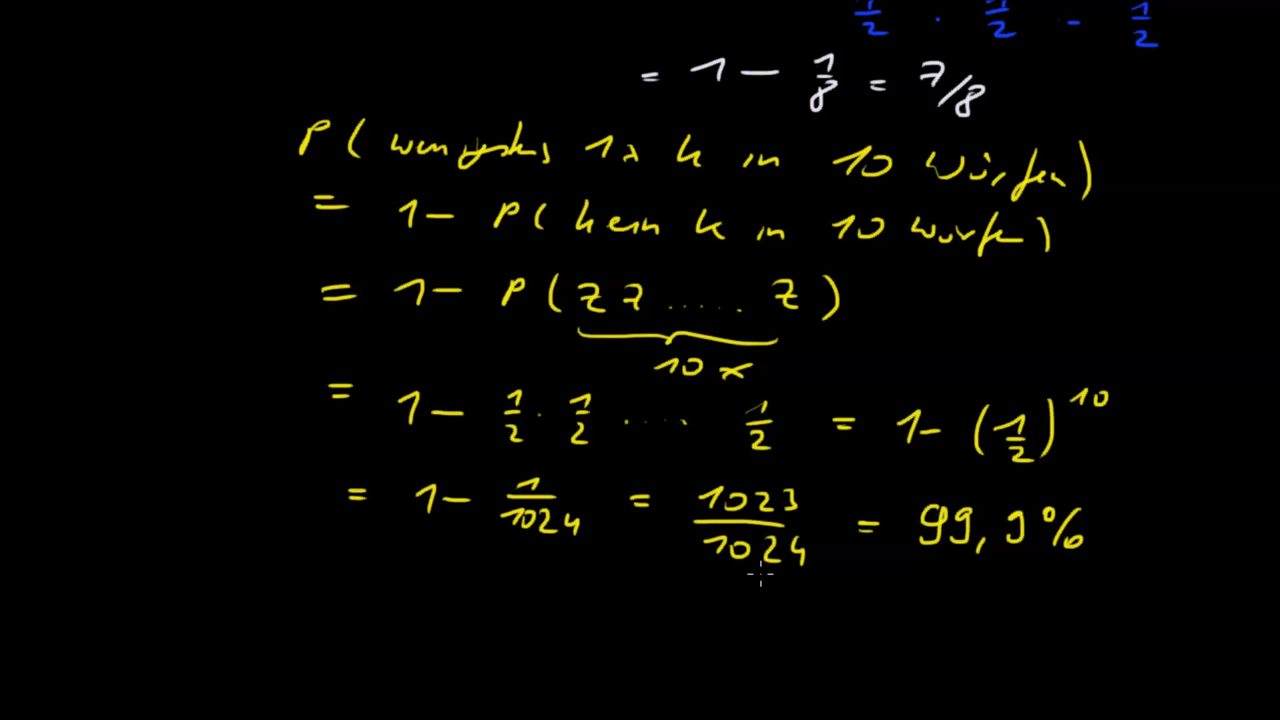 1/2 · 1/2 - 1/2
= 1 - 1/8 = 7/8
P( wenigstens 1x K in 10 Würfen)
= 1 - P( kein K in 10 Würfen)
= 1 - P( Z Z ..... Z )
10 x
= 1 - 1/2 · 1/2 ..... 1/2 = 1 - (1/2)^10
= 1 - 1/1024 = 1023/1024 = 99,9%